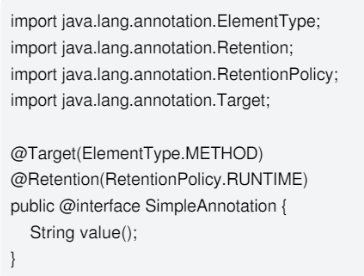 import java.lang.annotation.ElementType;
import java.lang.annotation.Retention;
import java.lang.annotation.RetentionPolicy;
import java.lang.annotation.Target;

@Target(ElementType.METHOD)
@Retention(RetentionPolicy.RUNTIME)
public @interface SimpleAnnotation {
    String value();
}